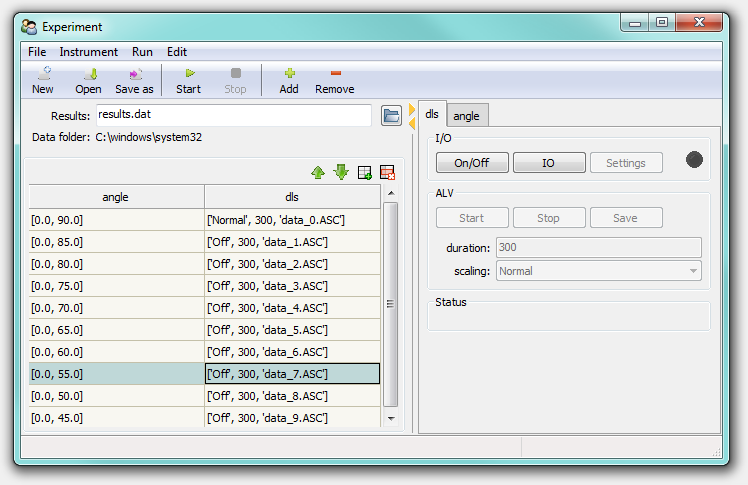 Experiment
File Instrument Run Edit
New Open Save as Start Stop Add Remove
Results: results.dat
Data folder: C:\windows\system32
angle dls
[0.0, 90.0] ['Normal', 300, 'data_0.ASC']
[0.0, 85.0] ['Off', 300, 'data_1.ASC']
[0.0, 80.0] ['Off', 300, 'data_2.ASC']
[0.0, 75.0] ['Off', 300, 'data_3.ASC']
[0.0, 70.0] ['Off', 300, 'data_4.ASC']
[0.0, 65.0] ['Off', 300, 'data_5.ASC']
[0.0, 60.0] ['Off', 300, 'data_6.ASC']
[0.0, 55.0] ['Off', 300, 'data_7.ASC']
[0.0, 50.0] ['Off', 300, 'data_8.ASC']
[0.0, 45.0] ['Off', 300, 'data_9.ASC']
dls angle
I/O
On/Off IO Settings
ALV
Start Stop Save
duration: 300
scaling: Normal
Status